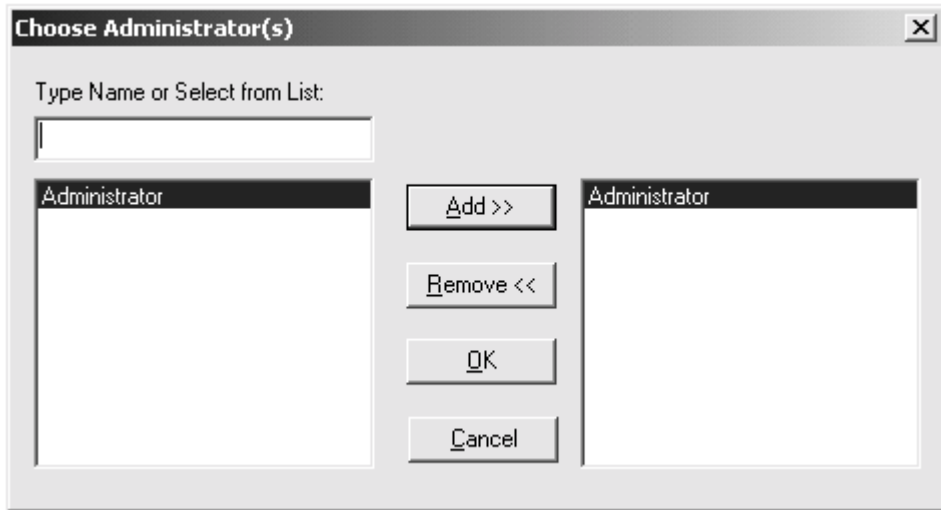 Choose Administrator(s)
Type Name or Select from List:
Administrator
Add >>
Administrator
Remove <<
OK
Cancel